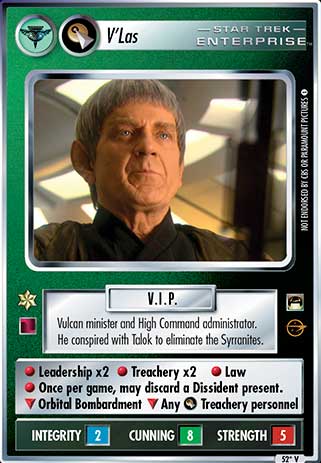 V'Las
STAR TREK
ENTERPRISE™
NOT ENDORSED BY CBS OR PARAMOUNT PICTURES
V.I.P.
Vulcan minister and High Command administrator.
He conspired with Talok to eliminate the Syrranites.
Leadership x2 Treachery x2 Law
Once per game, may discard a Dissident present.
Orbital Bombardment Any Treachery personnel
INTEGRITY 2 CUNNING 8 STRENGTH 5
52* V